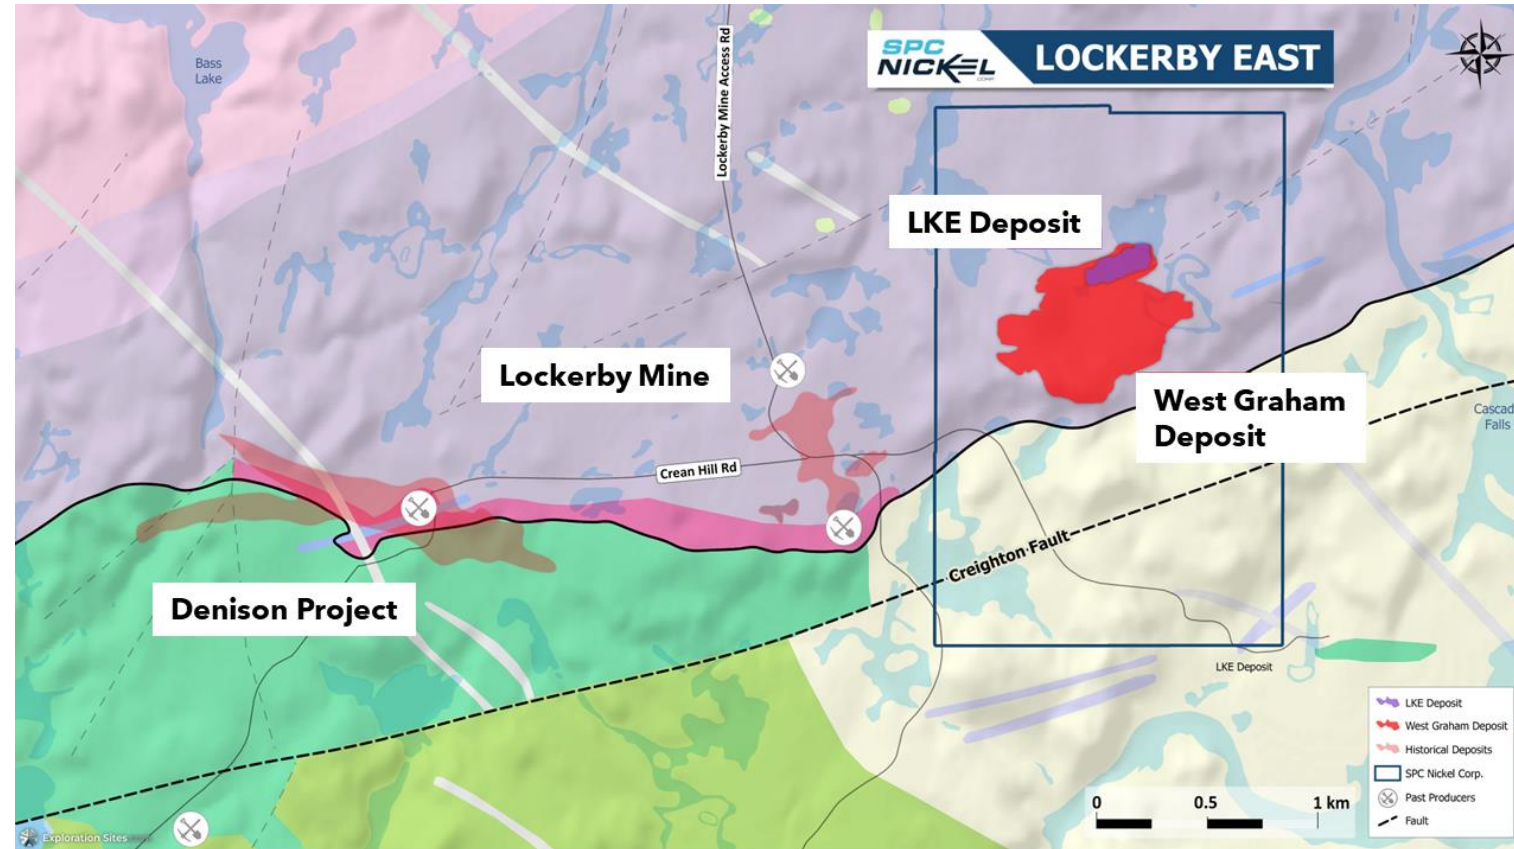 Bass
Lake
Lockerby Mine Access Rd
SPC
NICKEL
CORP
LOCKERBY EAST
LKE Deposit
Lockerby Mine
West Graham
Deposit
Cascad
Falls
Crean Hill Rd
Creighton Fault
Denison Project
LKE Deposit
LKE Deposit
West Graham Deposit
Historical Deposits
SPC Nickel Corp.
Past Producers
Fault
0 0.5 1 km
Exploration Sites